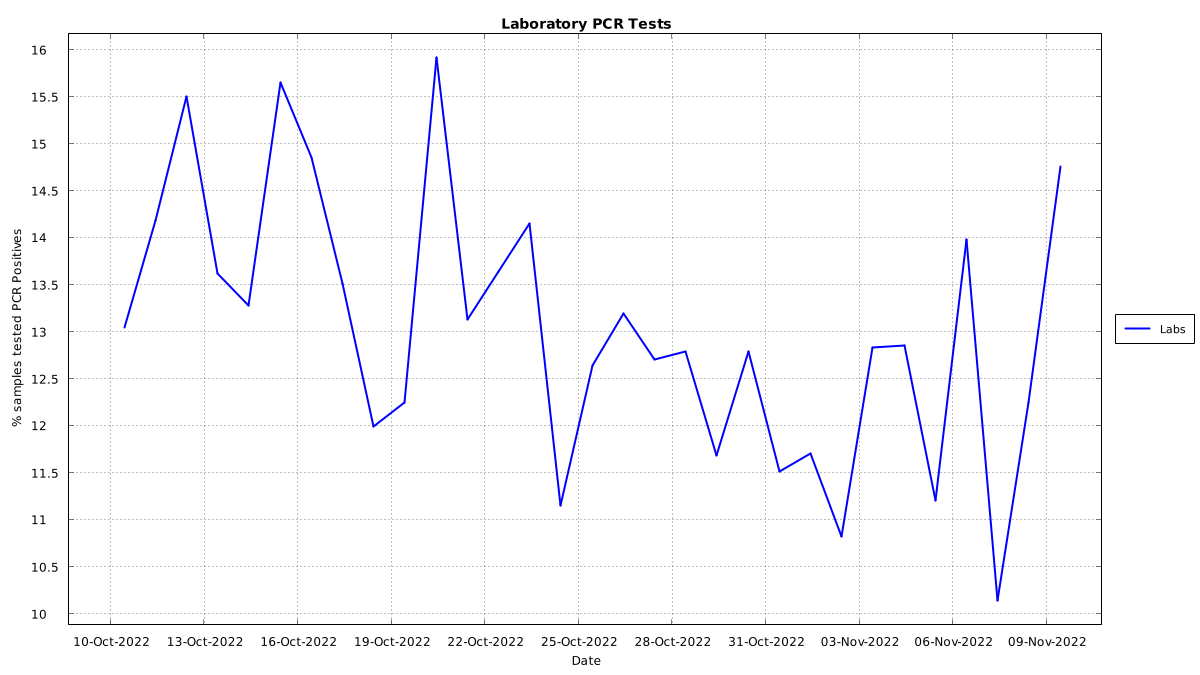 Laboratory PCR Tests
16
15.5
15
14.5
14
13.5
13
12.5
12
11.5
11
10.5
10
% samples tested PCR Positives
10-Oct-2022 13-Oct-2022 16-Oct-2022 19-Oct-2022 22-Oct-2022 25-Oct-2022 28-Oct-2022 31-Oct-2022 03-Nov-2022 06-Nov-2022 09-Nov-2022
Date
Labs